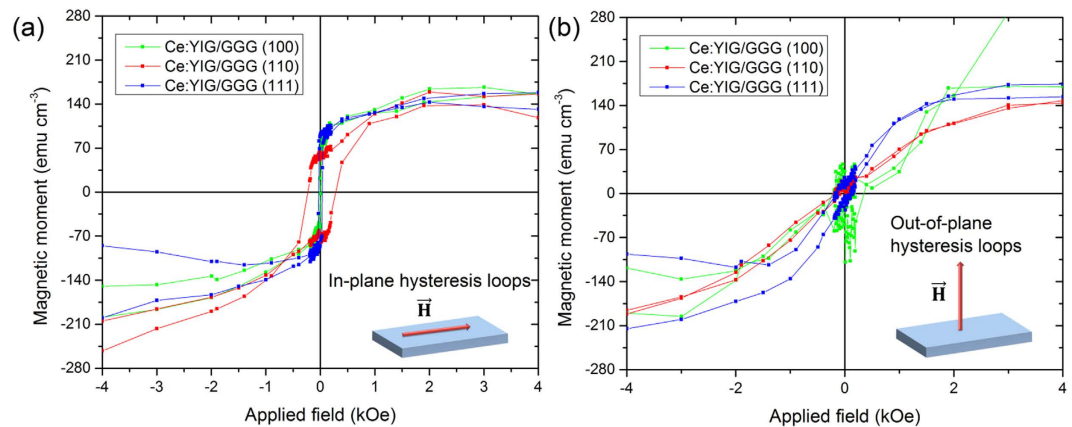 (a)
280
210
140
70
0
-70
-140
-210
-280
Magnetic moment (emu cm-3)
Ce:YIG/GGG (100)
Ce:YIG/GGG (110)
Ce:YIG/GGG (111)
In-plane hysteresis loops
H
-4 -3 -2 -1 0 1 2 3 4
Applied field (kOe)
(b)
280
210
140
70
0
-70
-140
-210
-280
Magnetic moment (emu cm-3)
Ce:YIG/GGG (100)
Ce:YIG/GGG (110)
Ce:YIG/GGG (111)
Out-of-plane
hysteresis loops
H
-4 -2 0 2 4
Applied field (kOe)